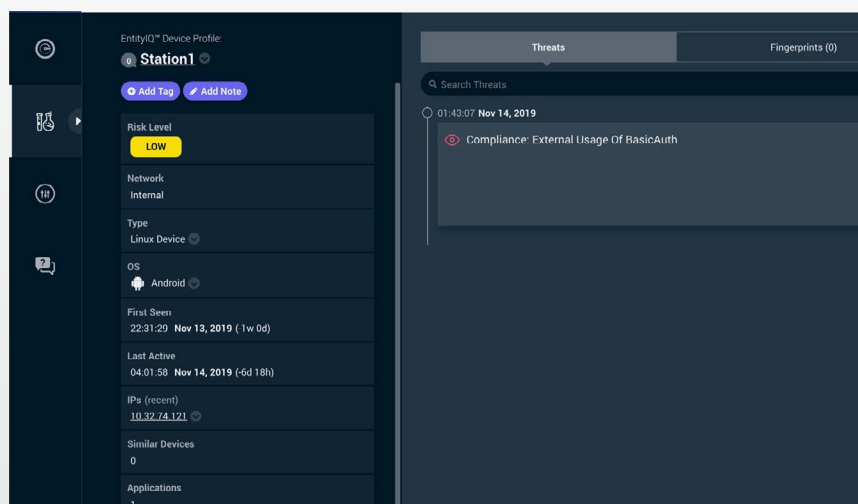 EntityIQ™ Device Profile:
0 Station1
Add Tag Add Note
Risk Level
LOW
Network
Internal
Type
Linux Device
OS
Android
First Seen
22:31:29 Nov 13, 2019 (-1w 0d)
Last Active
04:01:58 Nov 14, 2019 (-6d 18h)
IPs (recent)
10.32.74.121
Similar Devices
0
Applications
Threats
Fingerprints (0)
Search Threats
01:43:07 Nov 14, 2019
Compliance: External Usage Of BasicAuth